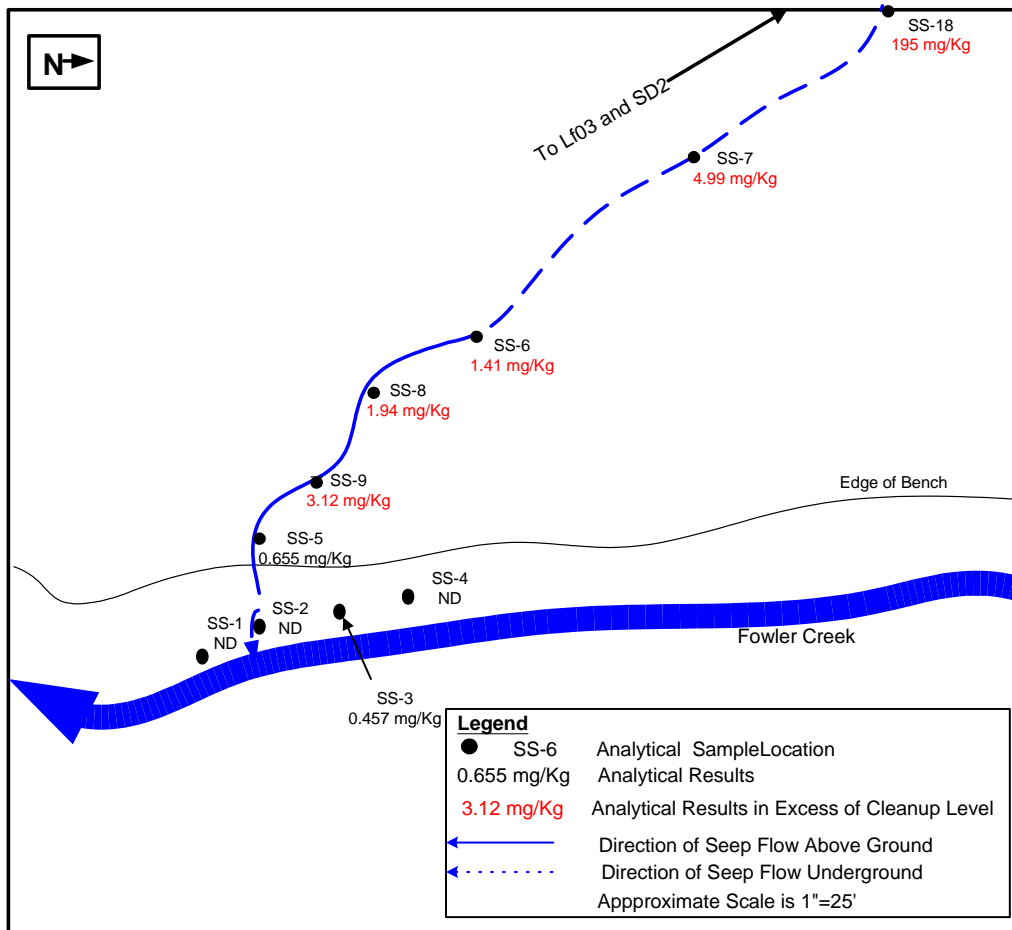 SS-18
195 mg/Kg
N
To Lf03 and SD2
SS-7
4.99 mg/Kg
SS-6
1.41 mg/Kg
SS-8
1.94 mg/Kg
SS-9
3.12 mg/Kg
Edge of Bench
SS-5
0.655 mg/Kg
SS-4
ND
SS-2
ND
SS-1
ND
Fowler Creek
SS-3
0.457 mg/Kg
Legend
SS-6 Analytical SampleLocation
0.655 mg/Kg Analytical Results
3.12 mg/Kg Analytical Results in Excess of Cleanup Level
Direction of Seep Flow Above Ground
Direction of Seep Flow Underground
Appproximate Scale is 1"=25'